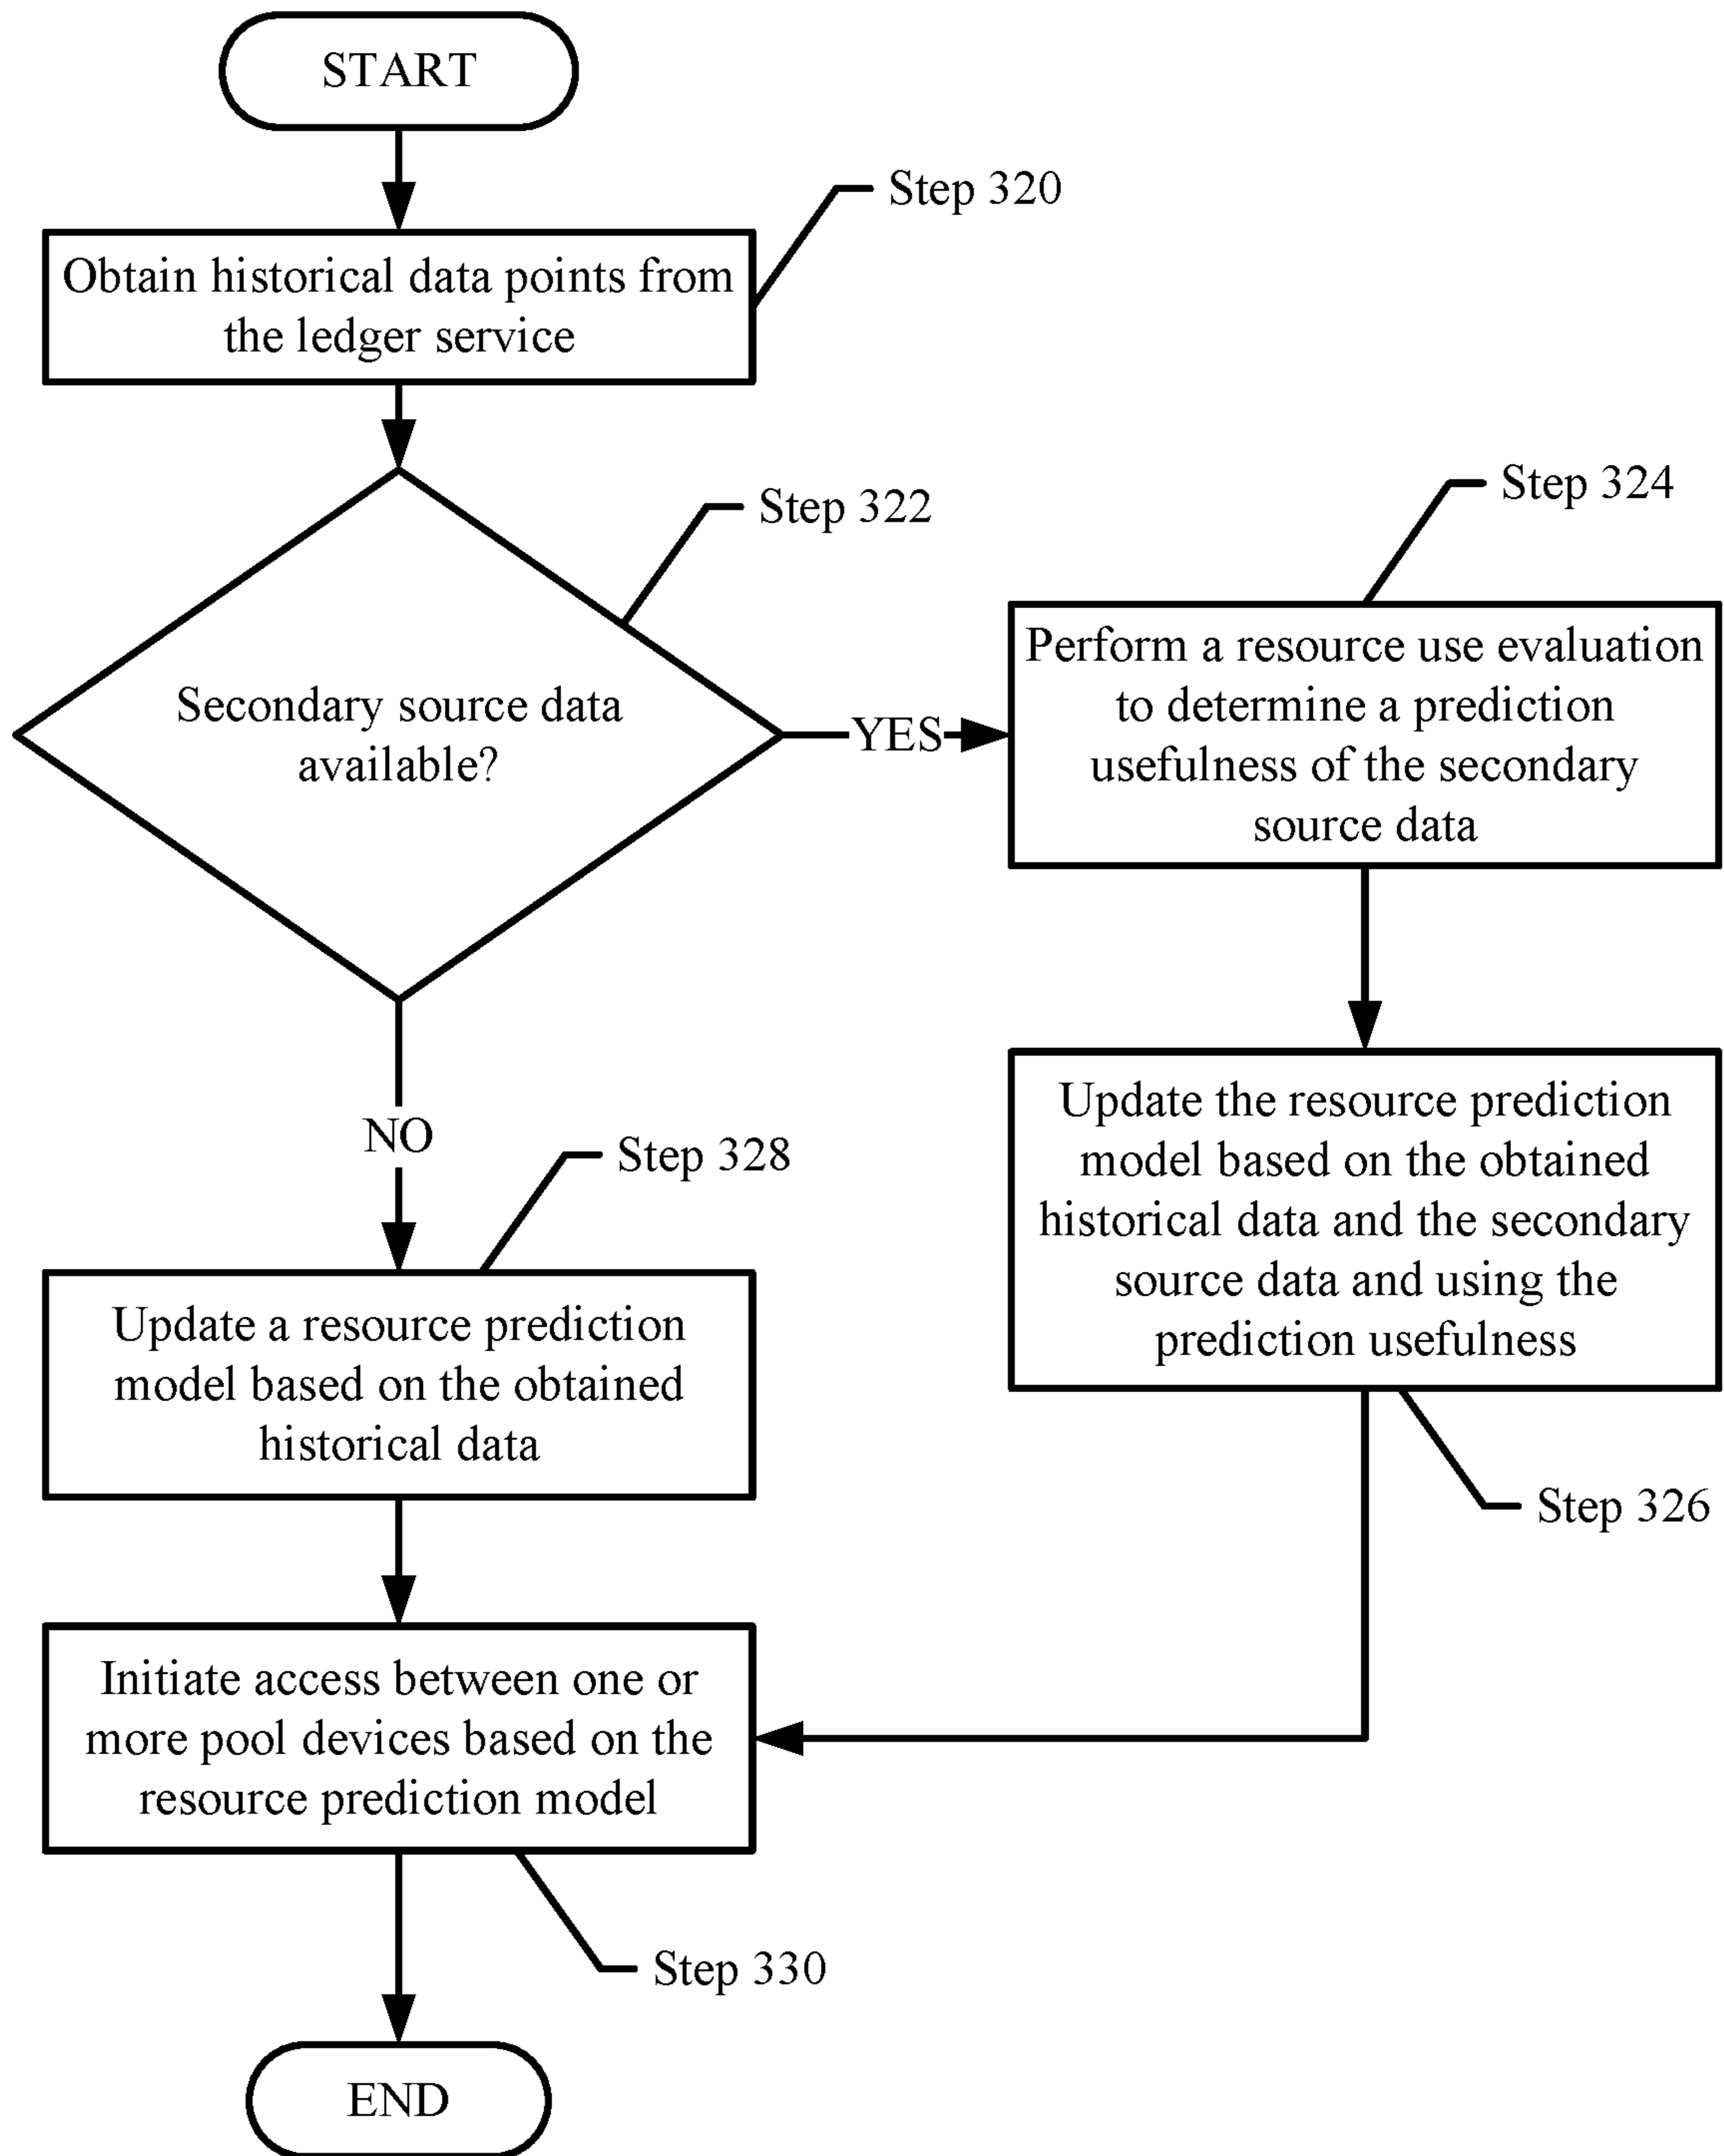 START
Step 320
Obtain historical data points from
the ledger service
Step 322
Secondary source data
available?
YES
Step 324
Perform a resource use evaluation
to determine a prediction
usefulness of the secondary
source data
Update the resource prediction
model based on the obtained
historical data and the secondary
source data and using the
prediction usefulness
Step 326
NO
Step 328
Update a resource prediction
model based on the obtained
historical data
Initiate access between one or
more pool devices based on the
resource prediction model
Step 330
END